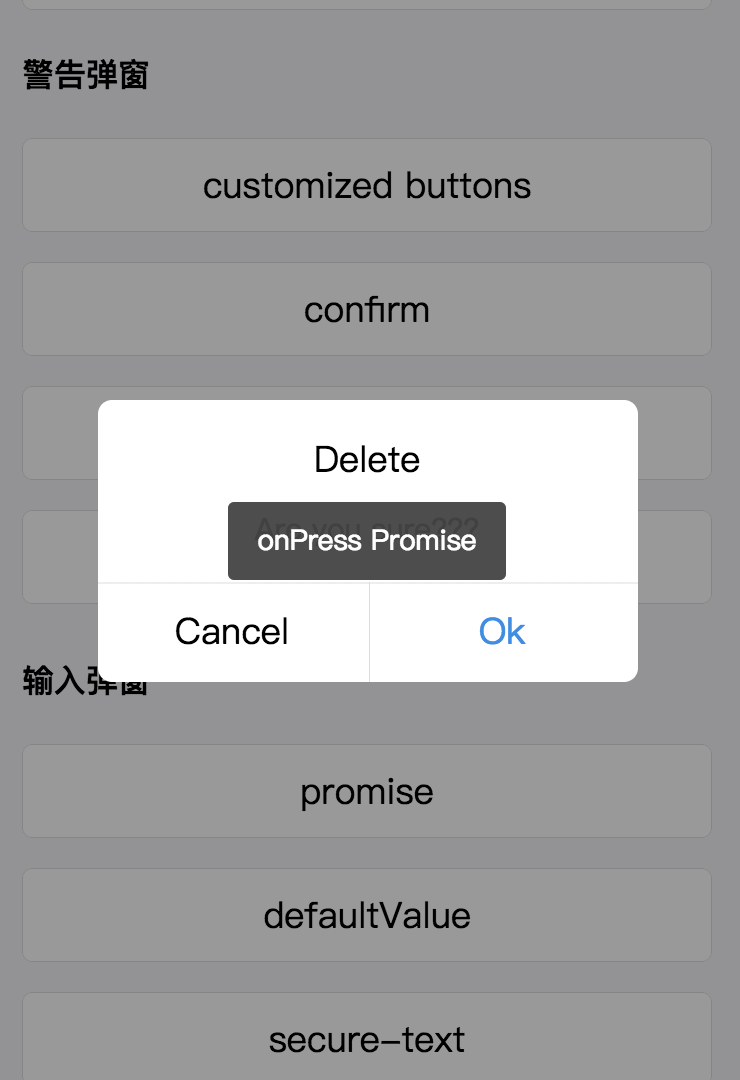 警告弹窗
customized buttons
confirm
Delete
Are you sure???
onPress Promise
Cancel
Ok
输入弹窗
promise
defaultValue
secure-text